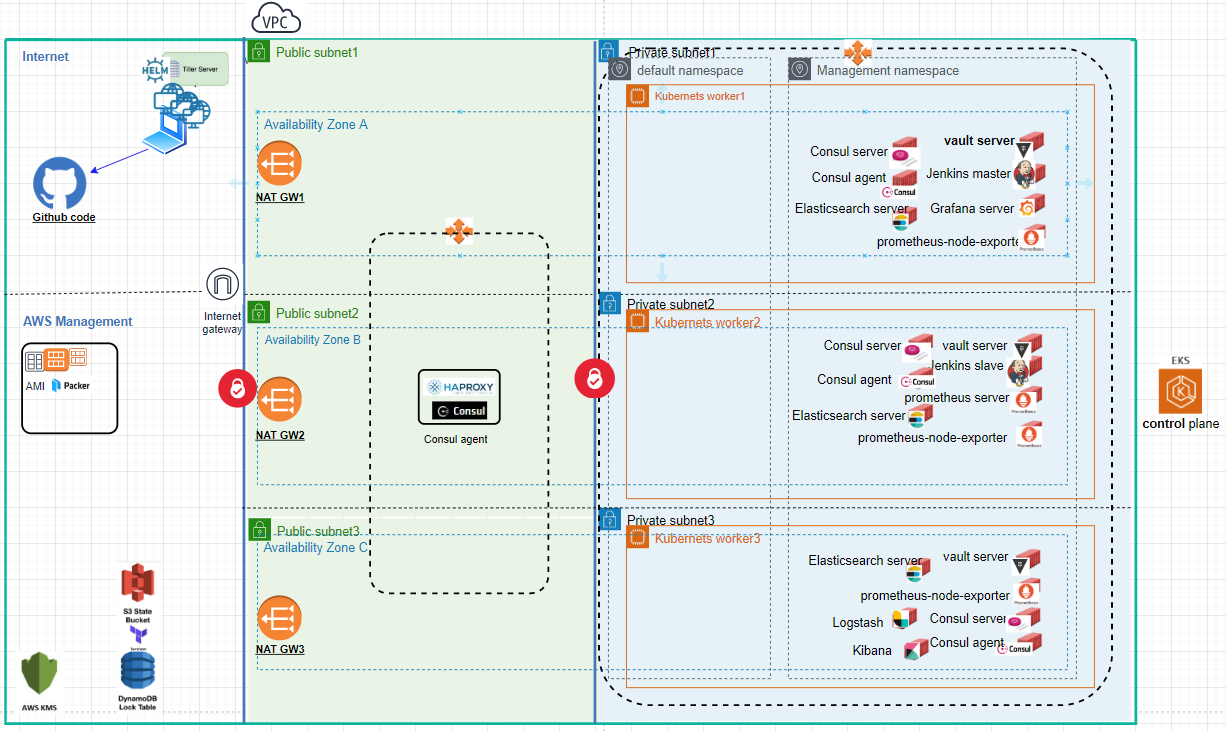 VPC
Internet
HELM
Tiller Server
Github code
Internet
gateway
AWS Management
AMI
Packer
S3 State
Bucket
DynamoDB
Lock Table
AWS KMS
Public subnet1
Availability Zone A
NAT GW1
Public subnet2
Availability Zone B
NAT GW2
HAPROXY
Consul
Consul agent
Public subnet3
Availability Zone C
NAT GW3
Private subnet1
default namespace
Management namespace
Kubernets worker1
Consul server
vault server
Consul agent
Consul
Jenkins master
Elasticsearch server
Grafana server
prometheus-node-exporte
Prometheus
Private subnet2
Kubernets worker2
Consul server
vault server
Jenkins slave
Consul agent
Consul
prometheus server
Prometheus
Elasticsearch server
prometheus-node-exporter
Prometheus
Private subnet3
Kubernets worker3
Elasticsearch server
vault server
prometheus-node-exporter
Prometheus
Logstash
Consul server
Kibana
Consul agent
Consul
EKS
control plane